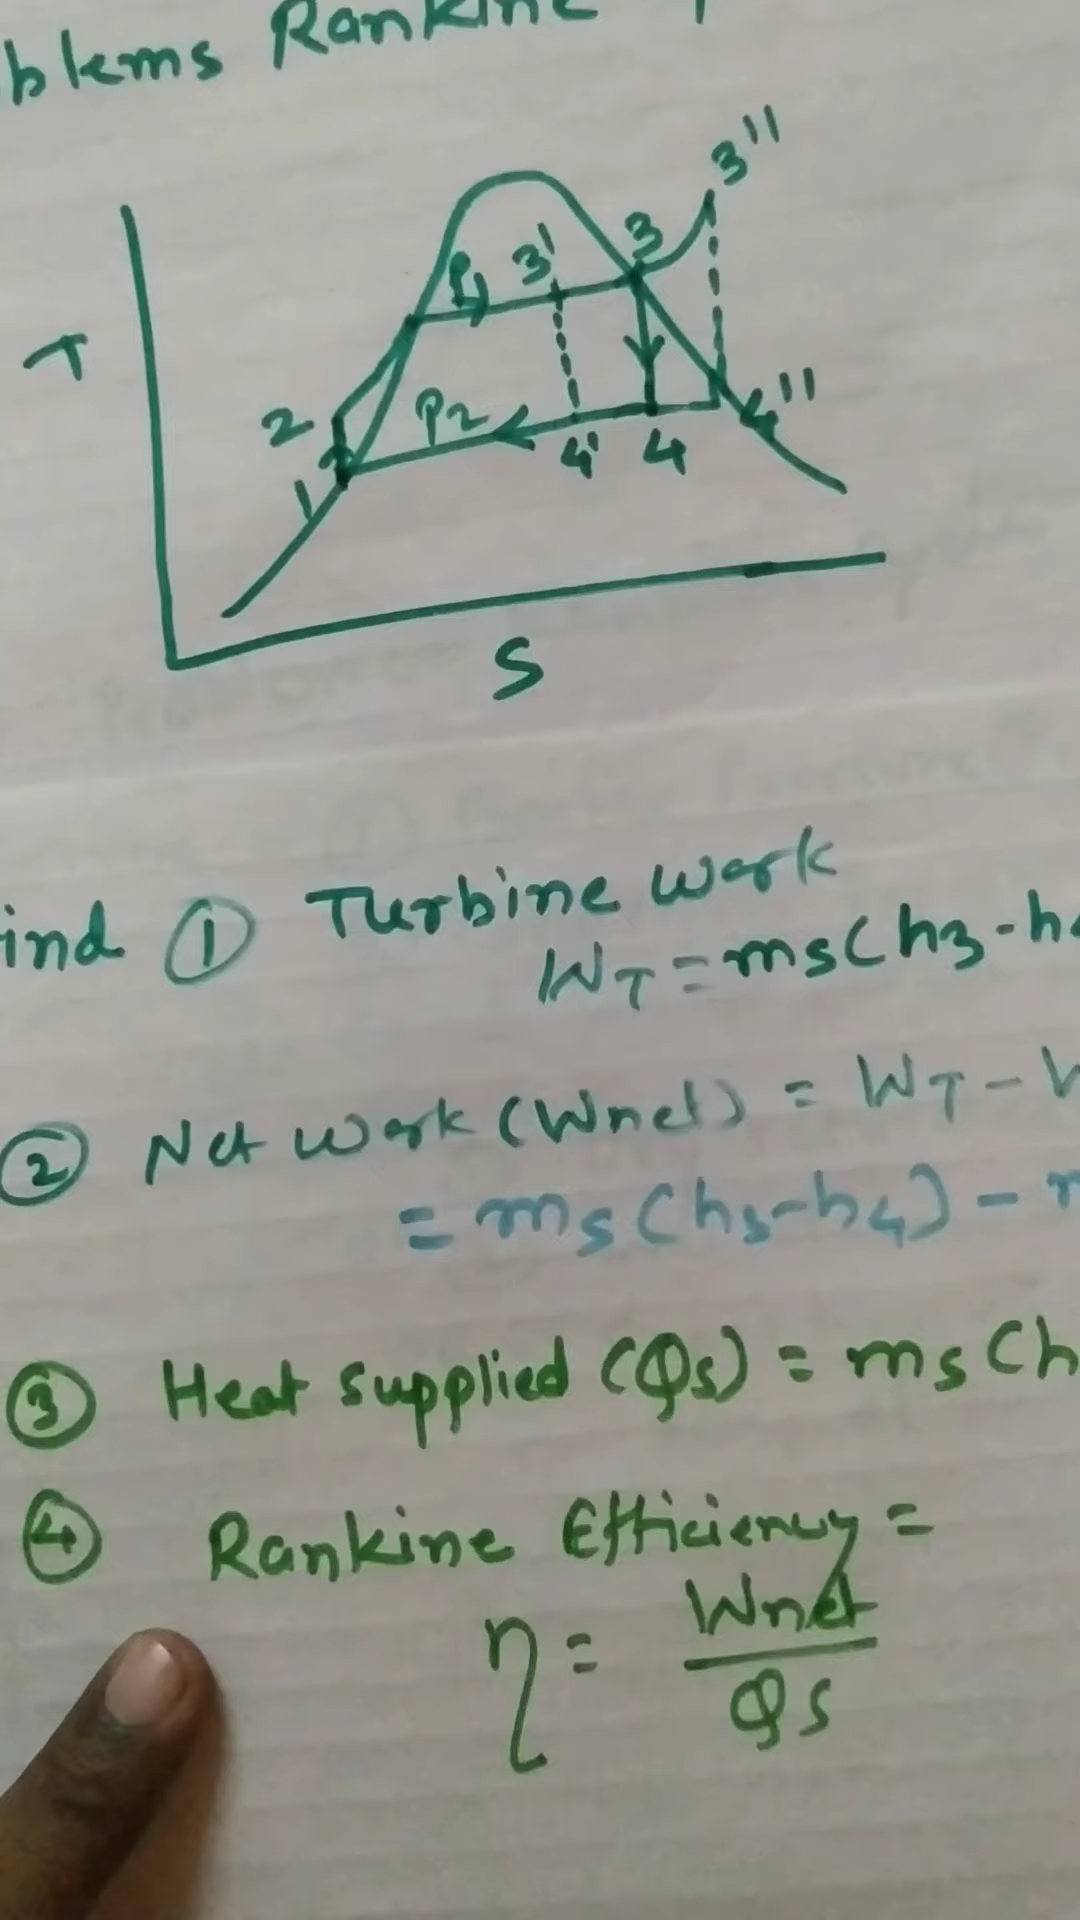 blems Rankine
3"
3
3'
P1
T
2
P2
4"
4'
4
1
S
ind ① Turbine work
WT = ms(h3-h
② Net work (Wnet) = WT -
= ms(h3-h4) -
③ Heat supplied (Qs) = ms(h
④ Rankine Efficiency =
η = Wnet
Qs